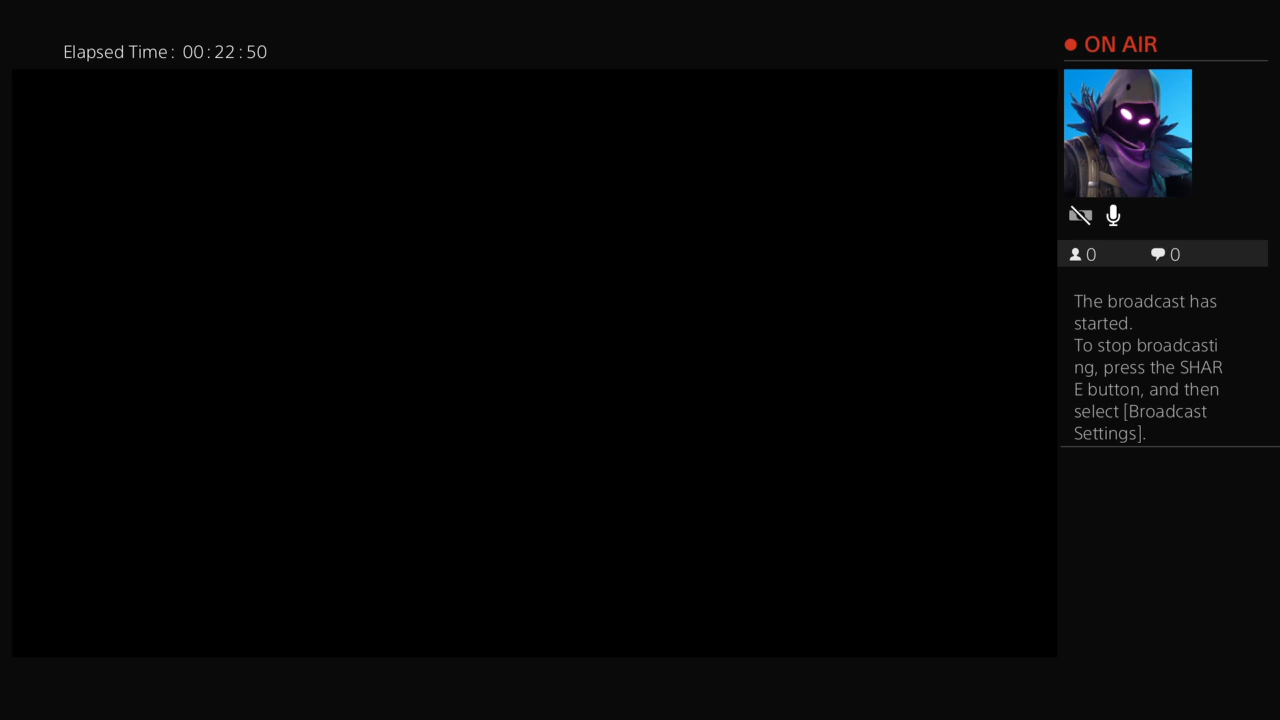 Elapsed Time: 00:22:50
ON AIR
0 0
The broadcast has
started.
To stop broadcasti
ng, press the SHAR
E button, and then
select [Broadcast
Settings].